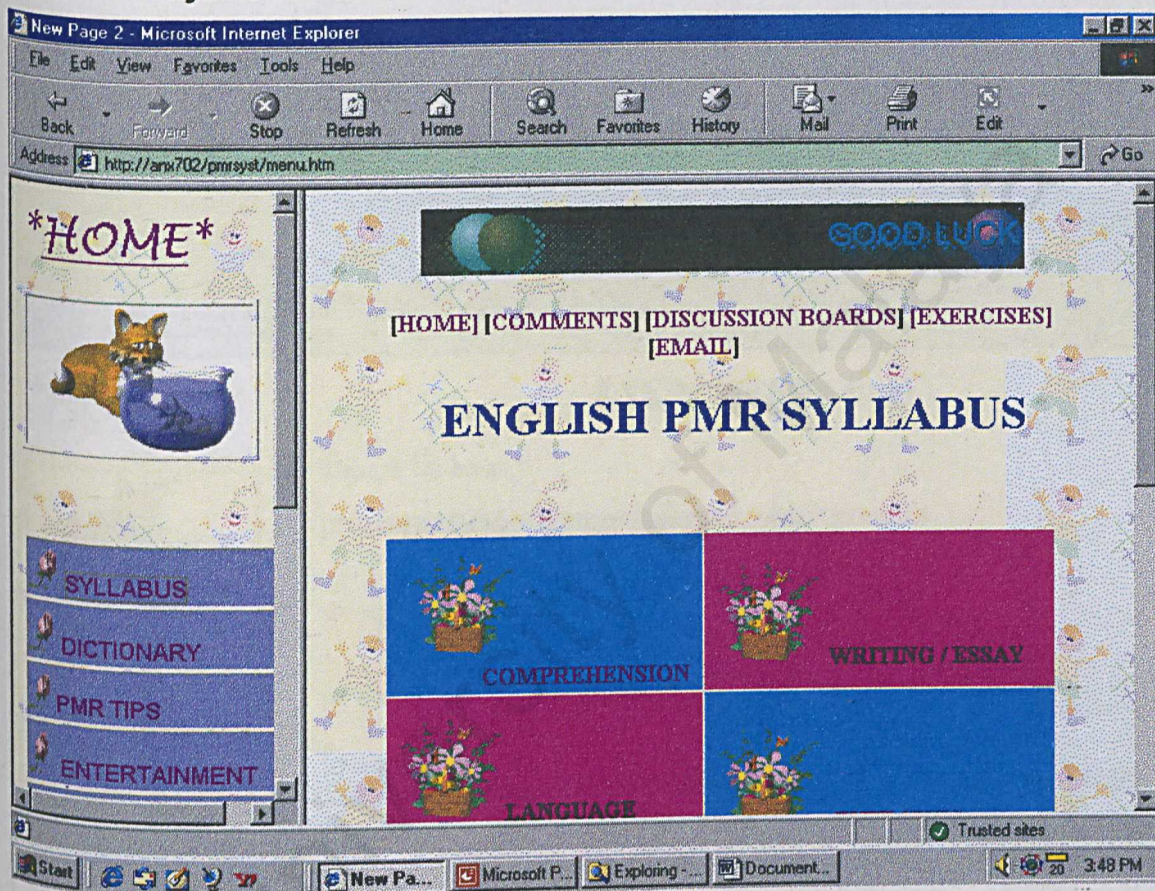 New Page 2 - Microsoft Internet Explorer
File Edit View Favorites Tools Help
Back Forward Stop Refresh Home Search Favorites History Mail Print Edit
Address http://anx702/pmrsyst/menu.htm Go
*HOME*
GOOD LUCK
[HOME] [COMMENTS] [DISCUSSION BOARDS] [EXERCISES]
[EMAIL]
ENGLISH PMR SYLLABUS
SYLLABUS
DICTIONARY
PMR TIPS
ENTERTAINMENT
COMPREHENSION
WRITING / ESSAY
LANGUAGE
Trusted sites
Start New Pa... Microsoft P... Exploring -... Document... 20 3:48 PM